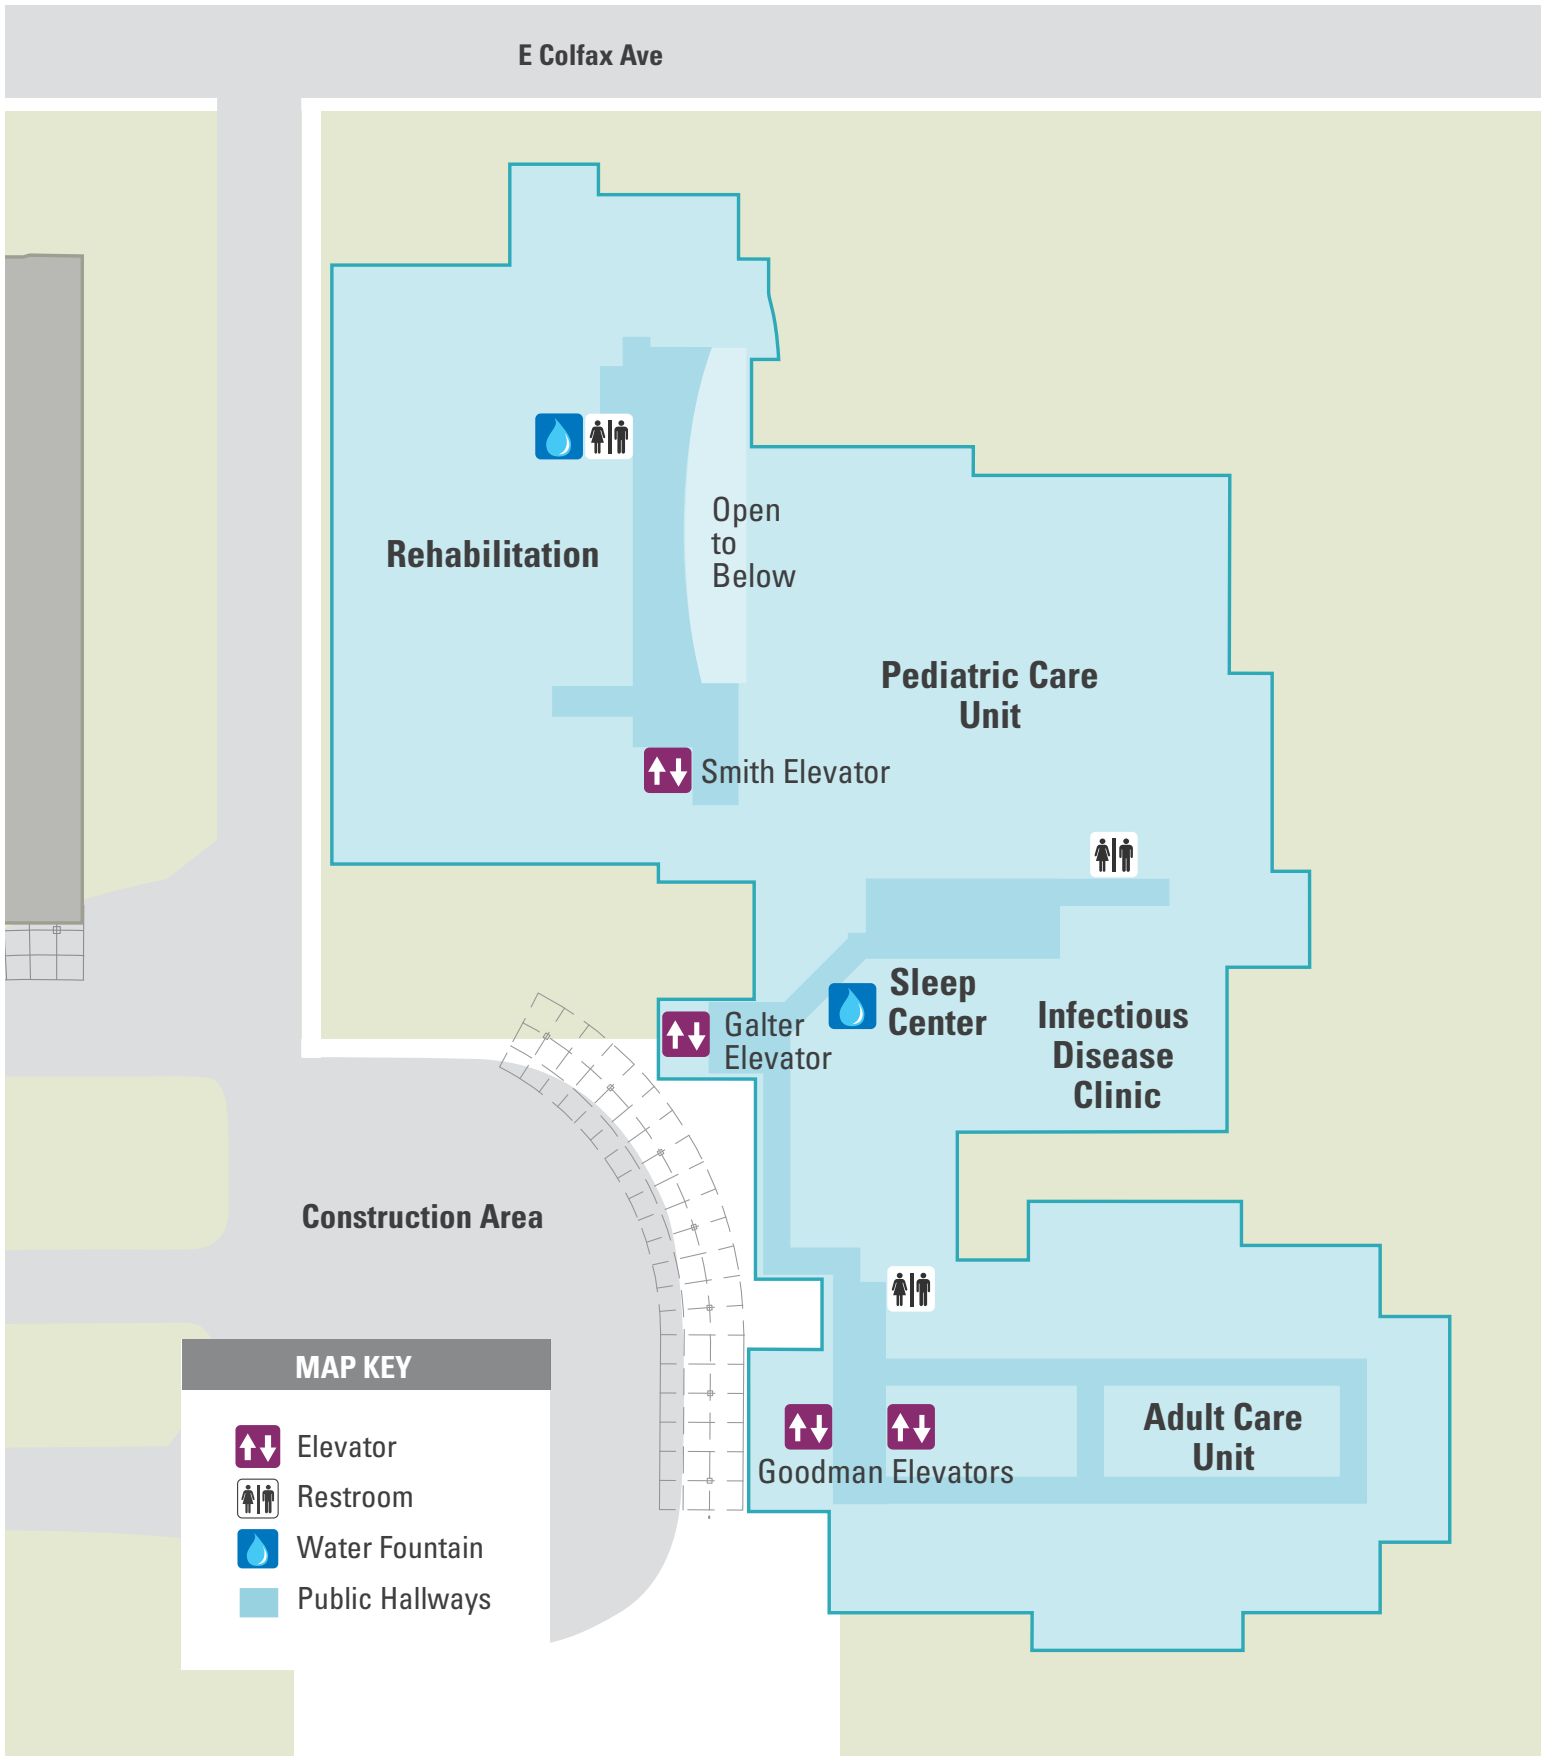 E Colfax Ave
Open
to
Below
Rehabilitation
Pediatric Care
Unit
Smith Elevator
Sleep
Center
Galter
Elevator
Infectious
Disease
Clinic
Construction Area
Adult Care
Unit
Goodman Elevators
MAP KEY
Elevator
Restroom
Water Fountain
Public Hallways